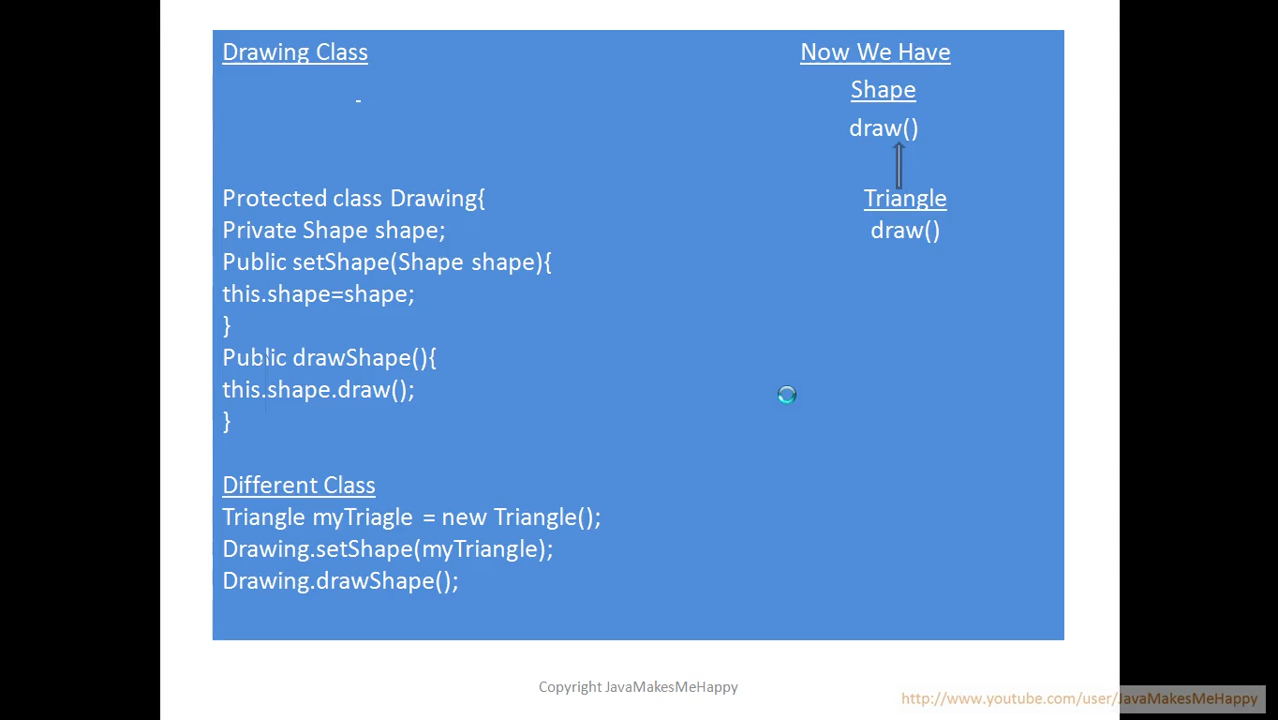 Drawing Class
Now We Have
Shape
draw()
Protected class Drawing{
Triangle
Private Shape shape;
draw()
Public setShape(Shape shape){
this.shape=shape;
}
Public drawShape(){
this.shape.draw();
}
Different Class
Triangle myTriagle = new Triangle();
Drawing.setShape(myTriangle);
Drawing.drawShape();
Copyright JavaMakesMeHappy
http://www.youtube.com/user/JavaMakesMeHappy